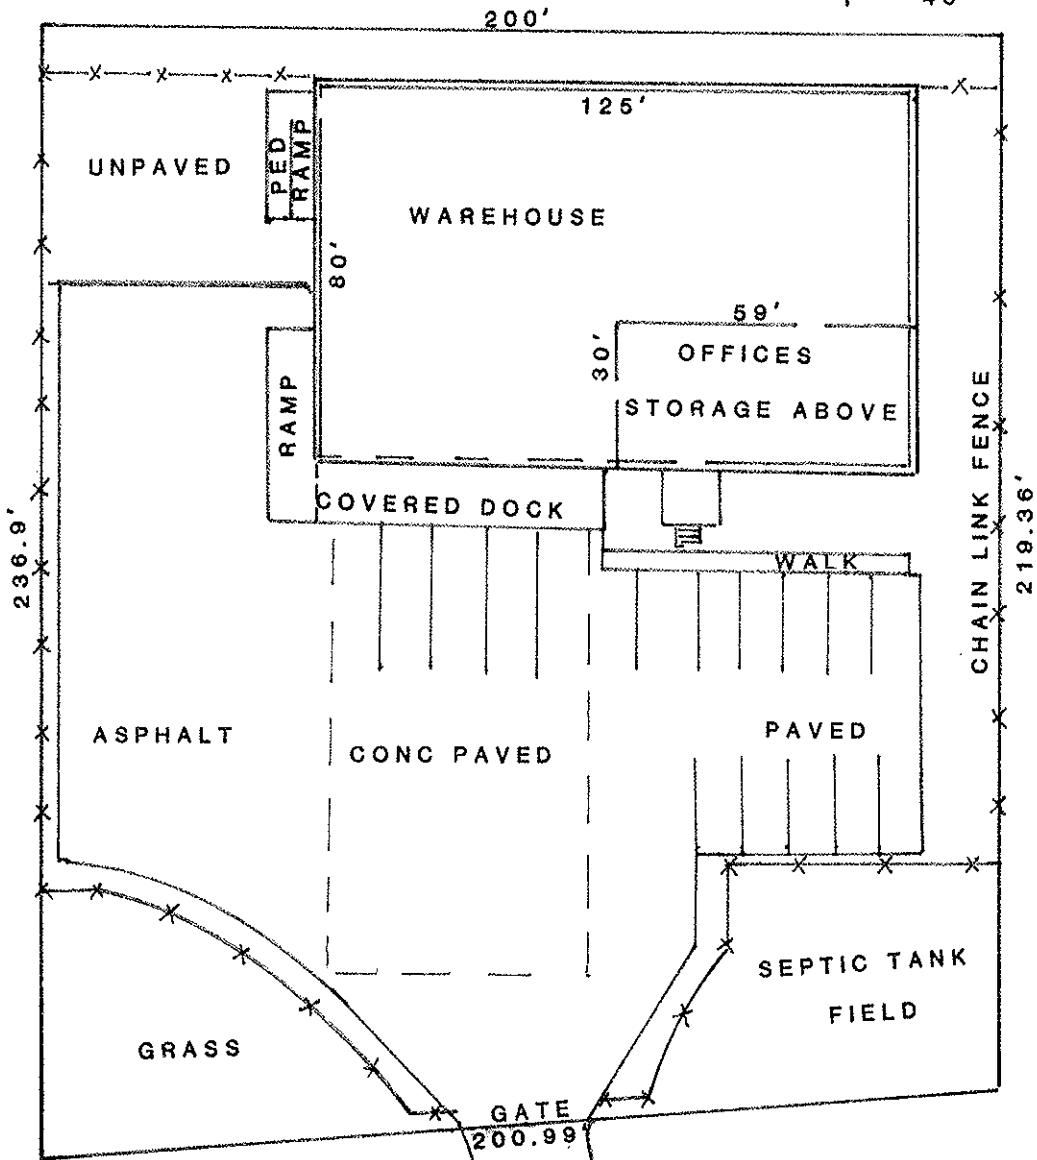 200'
125'
UNPAVED
PED
RAMP
WAREHOUSE
80'
59'
30'
OFFICES
STORAGE ABOVE
RAMP
CHAIN LINK FENCE
COVERED DOCK
236.9'
219.36'
WALK
ASPHALT
CONC PAVED
PAVED
SEPTIC TANK
FIELD
GRASS
GATE
200.99'